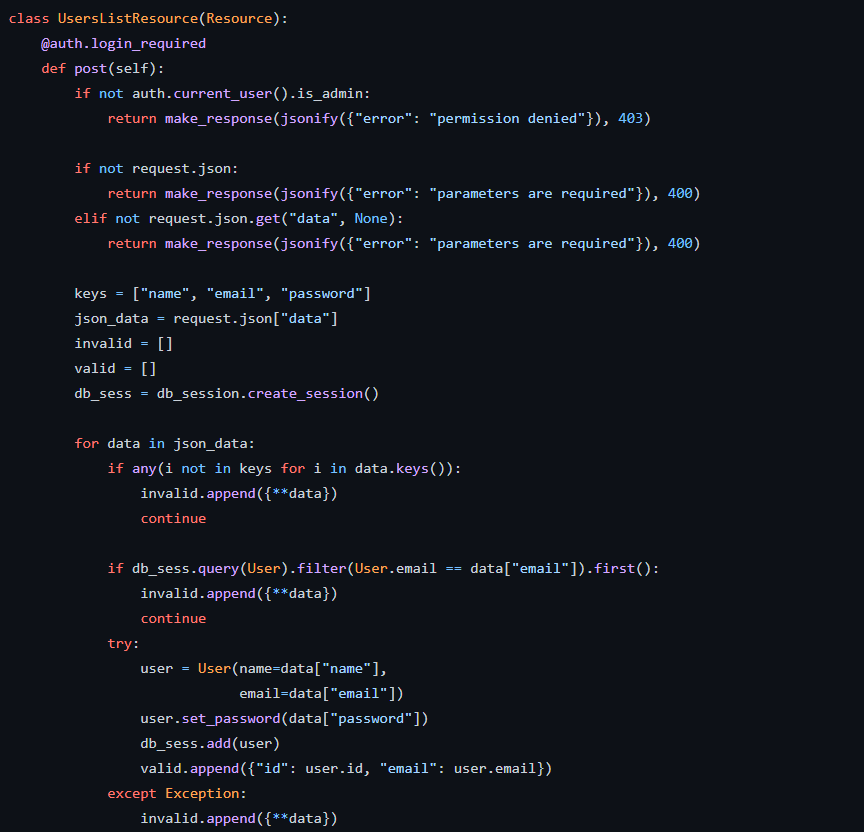 class UsersListResource(Resource):
    @auth.login_required
    def post(self):
        if not auth.current_user().is_admin:
            return make_response(jsonify({"error": "permission denied"}), 403)

        if not request.json:
            return make_response(jsonify({"error": "parameters are required"}), 400)
        elif not request.json.get("data", None):
            return make_response(jsonify({"error": "parameters are required"}), 400)

        keys = ["name", "email", "password"]
        json_data = request.json["data"]
        invalid = []
        valid = []
        db_sess = db_session.create_session()

        for data in json_data:
            if any(i not in keys for i in data.keys()):
                invalid.append({**data})
                continue

            if db_sess.query(User).filter(User.email == data["email"]).first():
                invalid.append({**data})
                continue
            try:
                user = User(name=data["name"],
                            email=data["email"])
                user.set_password(data["password"])
                db_sess.add(user)
                valid.append({"id": user.id, "email": user.email})
            except Exception:
                invalid.append({**data})